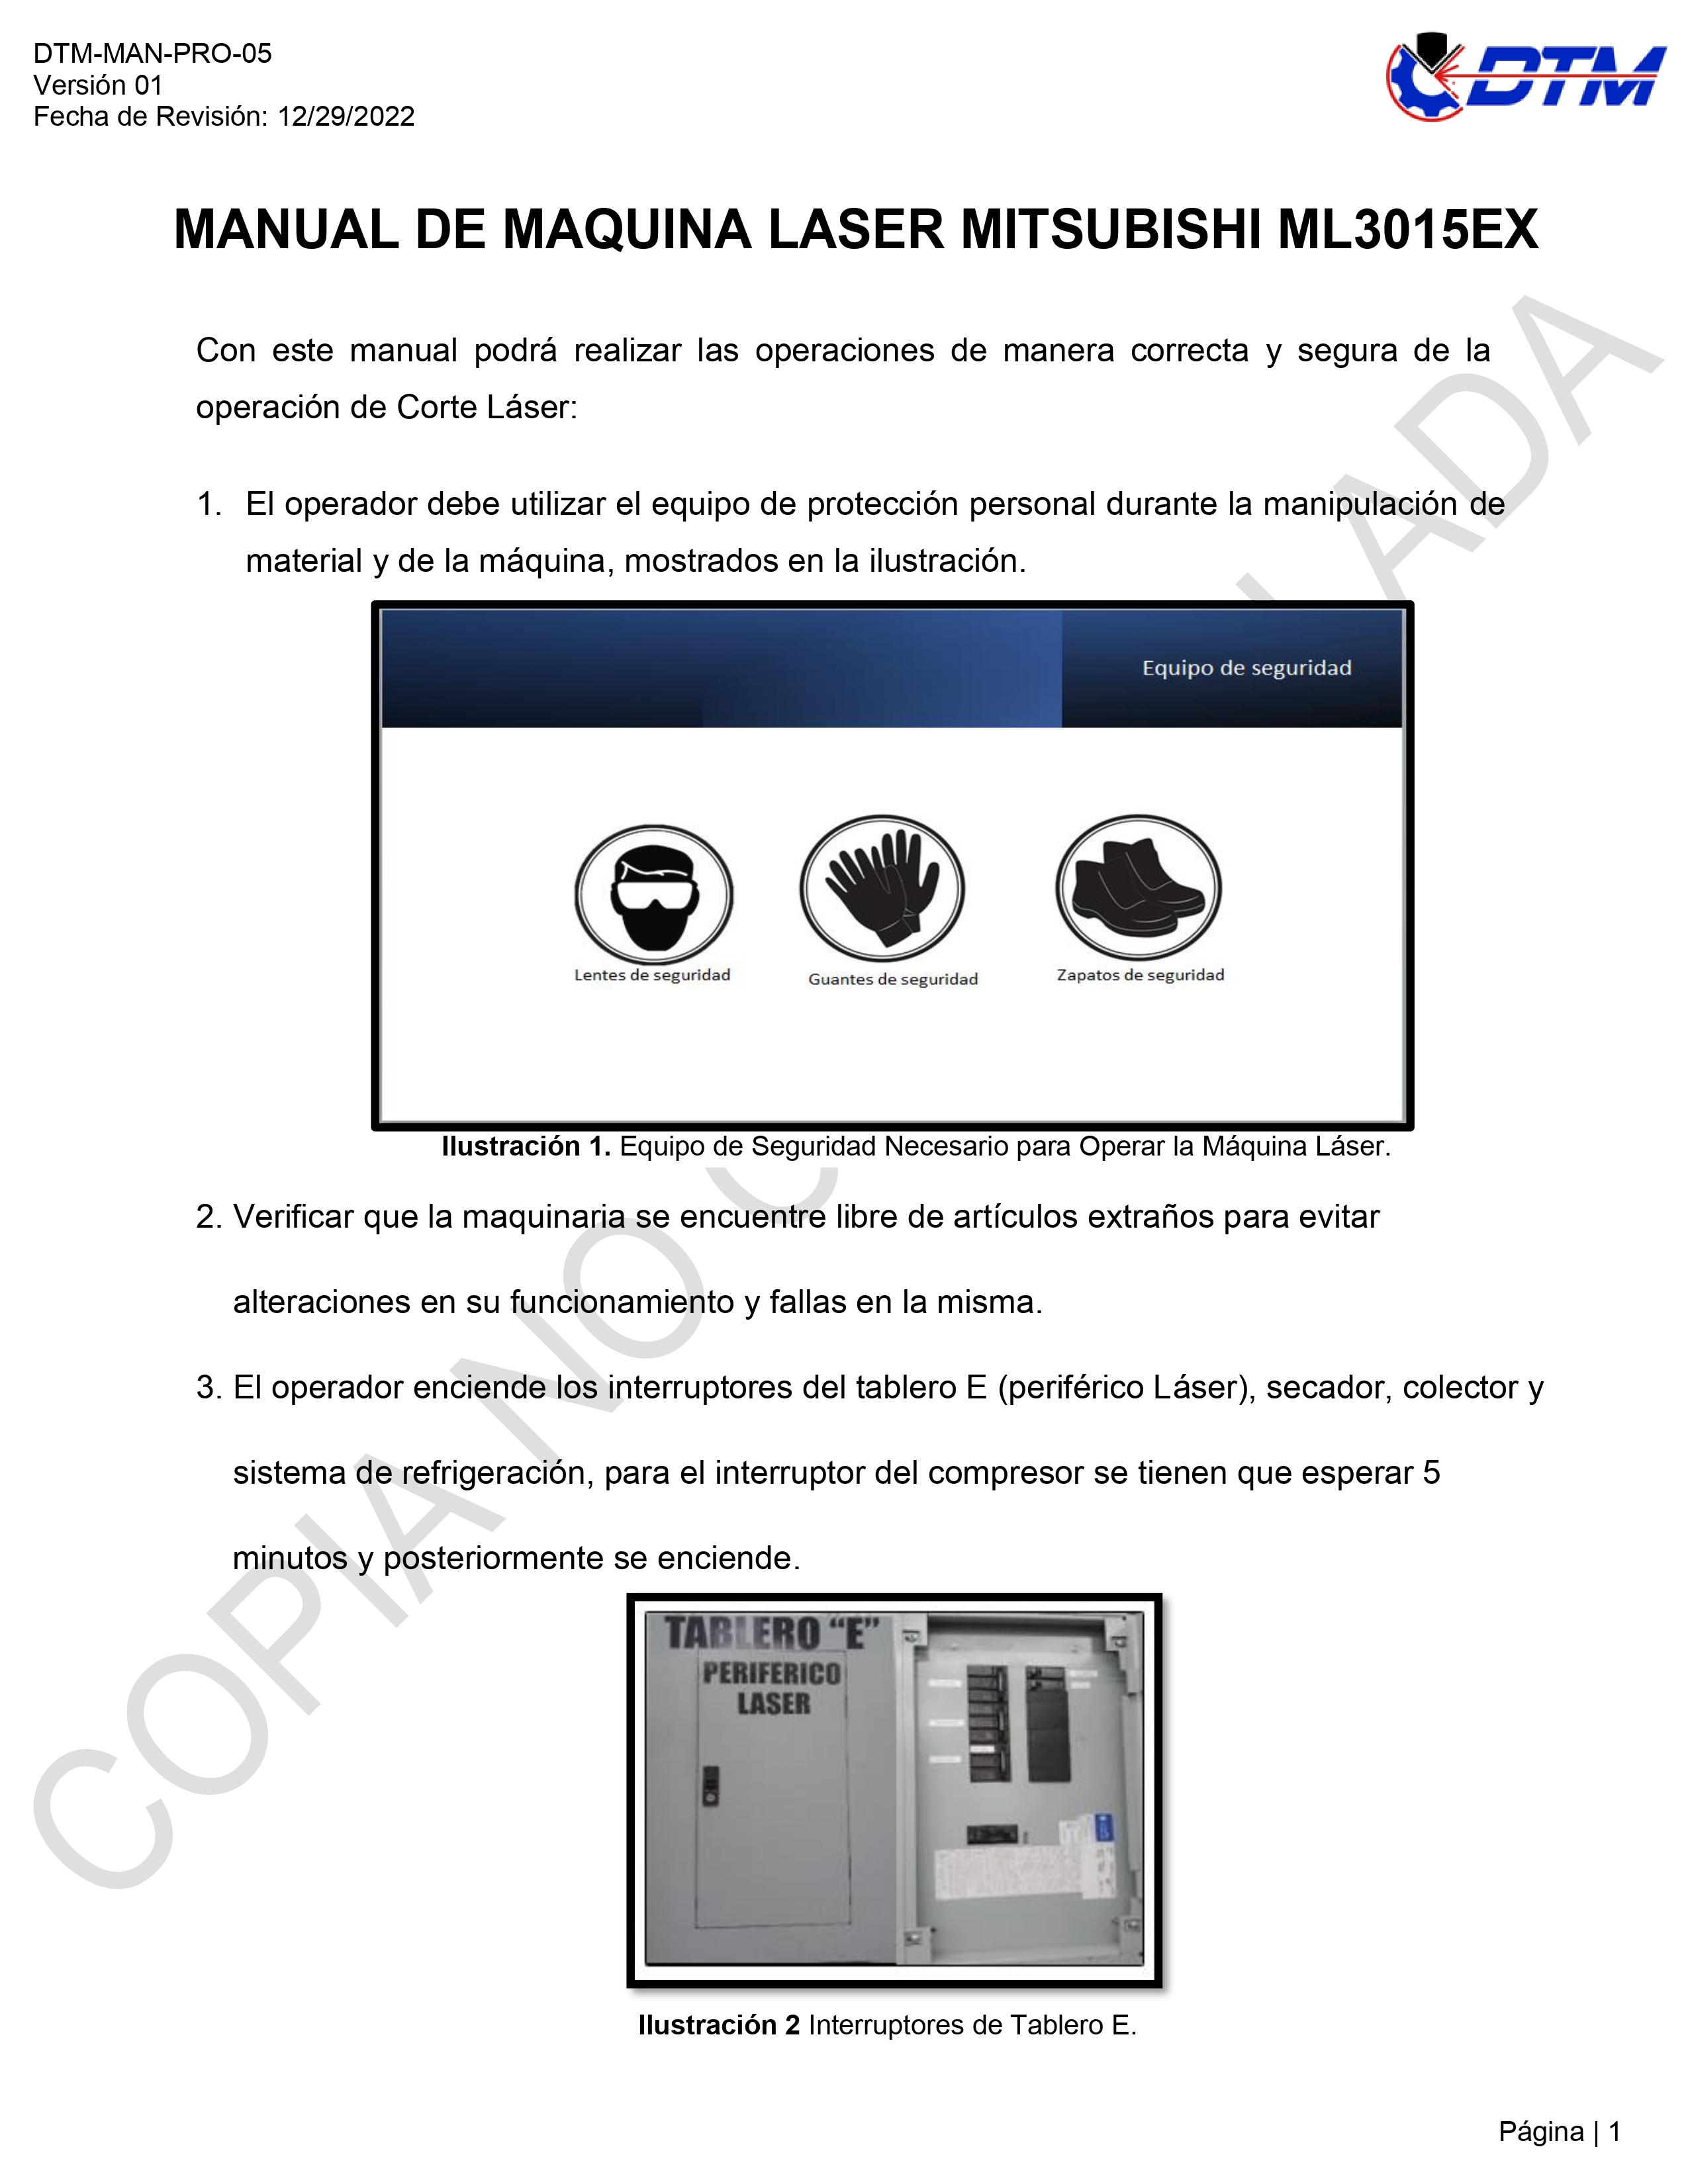 DTM-MAN-PRO-05
Versión 01
Fecha de Revisión: 12/29/2022
DTM
MANUAL DE MAQUINA LASER MITSUBISHI ML3015EX
Con este manual podrá realizar las operaciones de manera correcta y segura de la
operación de Corte Láser:
1. El operador debe utilizar el equipo de protección personal durante la manipulación de
material y de la máquina, mostrados en la ilustración.
Equipo de seguridad
Lentes de seguridad
Guantes de seguridad
Zapatos de seguridad
Ilustración 1. Equipo de Seguridad Necesario para Operar la Máquina Láser.
2. Verificar que la maquinaria se encuentre libre de artículos extraños para evitar
alteraciones en su funcionamiento y fallas en la misma.
3. El operador enciende los interruptores del tablero E (periférico Láser), secador, colector y
sistema de refrigeración, para el interruptor del compresor se tienen que esperar 5
minutos y posteriormente se enciende.
TABLERO “E”
PERIFERICO
LASER
Ilustración 2 Interruptores de Tablero E.
Página | 1
COPIA NO